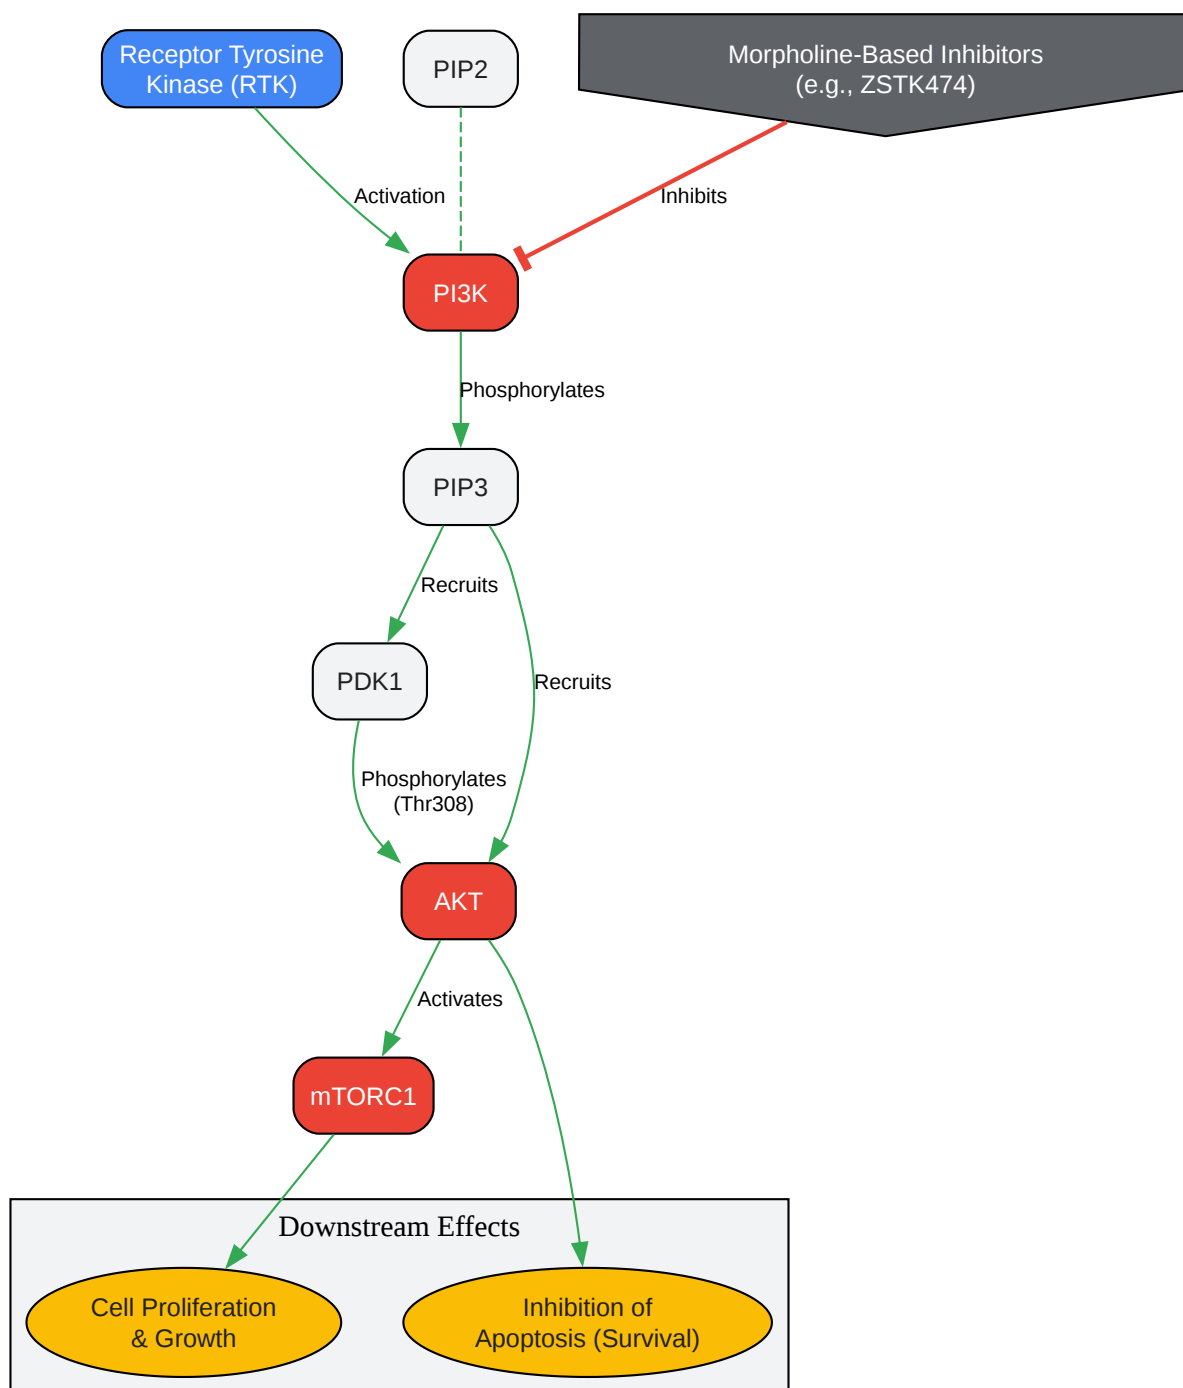 Receptor Tyrosine
Kinase (RTK)
PIP2
Morpholine-Based Inhibitors
(e.g., ZSTK474)
Activation
Inhibits
PI3K
Phosphorylates
PIP3
Recruits
PDK1
Recruits
Phosphorylates
(Thr308)
AKT
Activates
mTORC1
Downstream Effects
Cell Proliferation
& Growth
Inhibition of
Apoptosis (Survival)